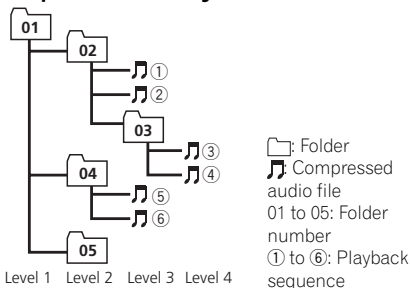 01
02
①
②
03
③
④
04
⑤
⑥
05
Level 1 Level 2 Level 3 Level 4
: Folder
: Compressed
audio file
01 to 05: Folder
number
① to ⑥: Playback
sequence